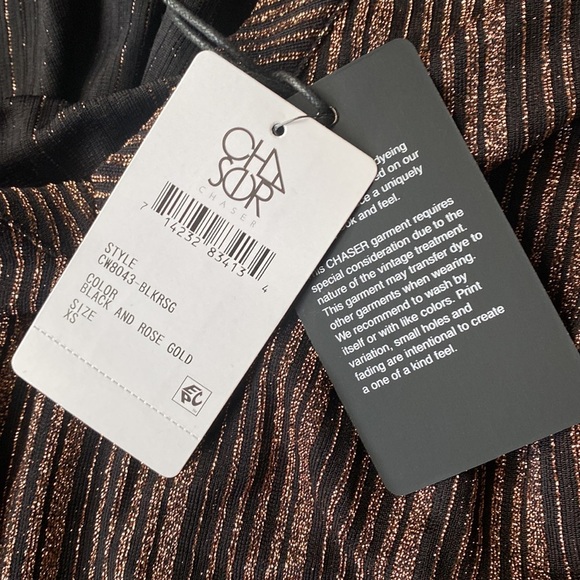 CHA
SOR
CHASER
7 14232 83413 4
STYLE
CW8043-BLKRSG
COLOR
BLACK AND ROSE GOLD
SIZE
XS
EPC
dyeing
on our
a uniquely
and feel.
CHASER garment requires
special consideration due to the
nature of the vintage treatment.
This garment may transfer dye to
other garments when wearing.
We recommend to wash by
itself or with like colors. Print
variation, small holes and
fading are intentional to create
a one of a kind feel.